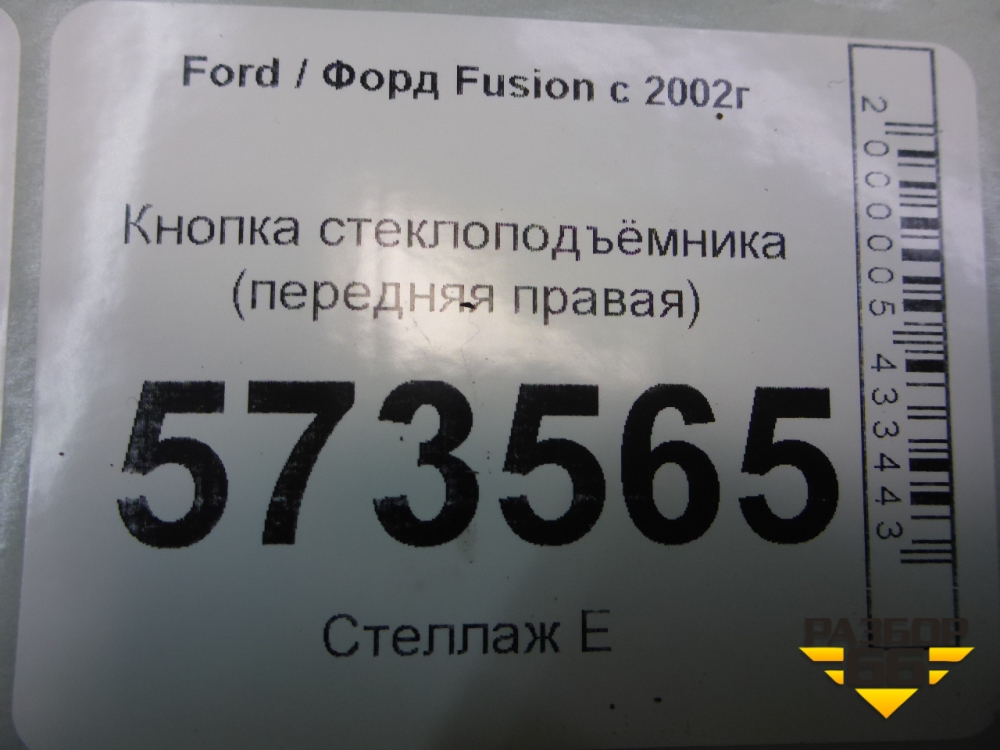 Ford / Форд Fusion с 2002г
Кнопка стеклоподъёмника
(передняя правая)
573565
Стеллаж Е
2000005433443
РАЗБОР
66